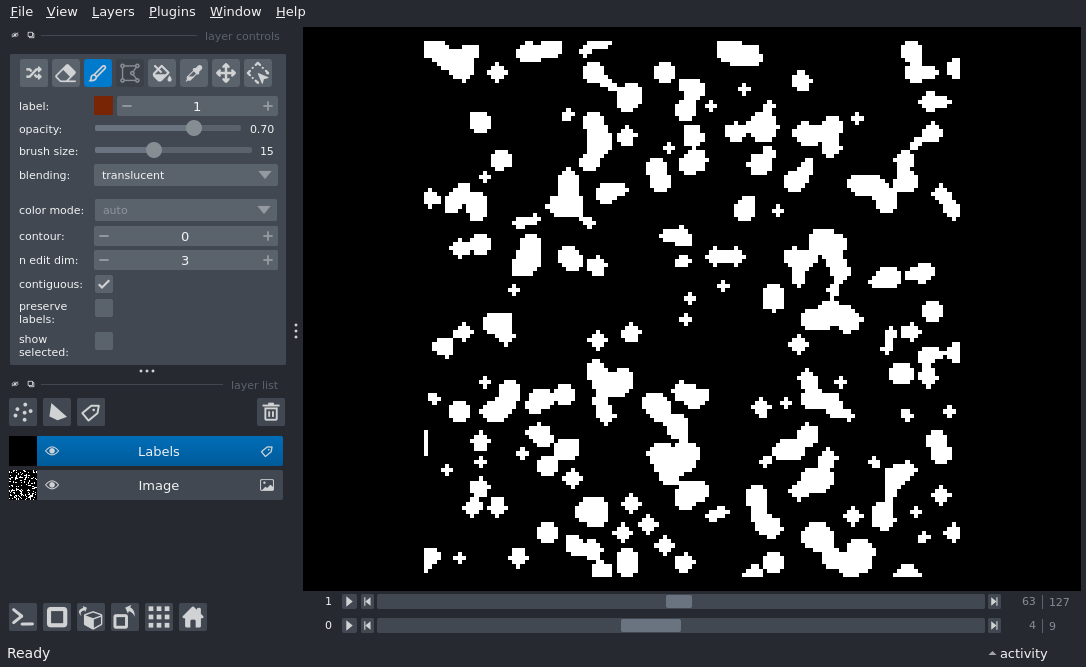 File View Layers Plugins Window Help
layer controls
label: 1
opacity: 0.70
brush size: 15
blending: translucent
color mode: auto
contour: 0
n edit dim: 3
contiguous:
preserve
labels:
show
selected:
layer list
Labels
Image
1 63 127
0 4 9
Ready activity